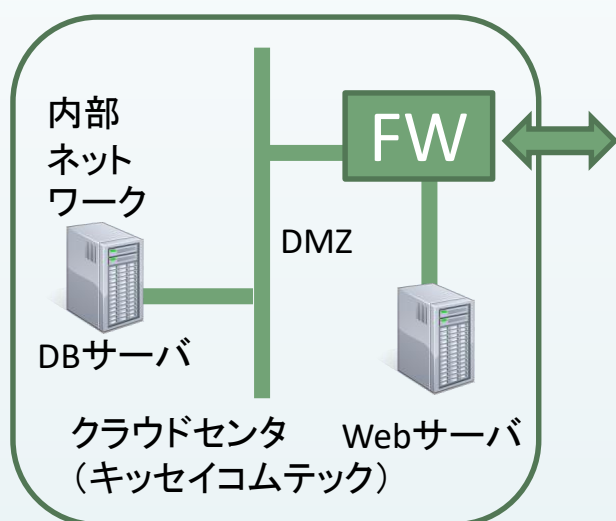 内部
ネット
ワーク
FW
DMZ
DBサーバ
Webサーバ
クラウドセンタ
（キッセイコムテック）